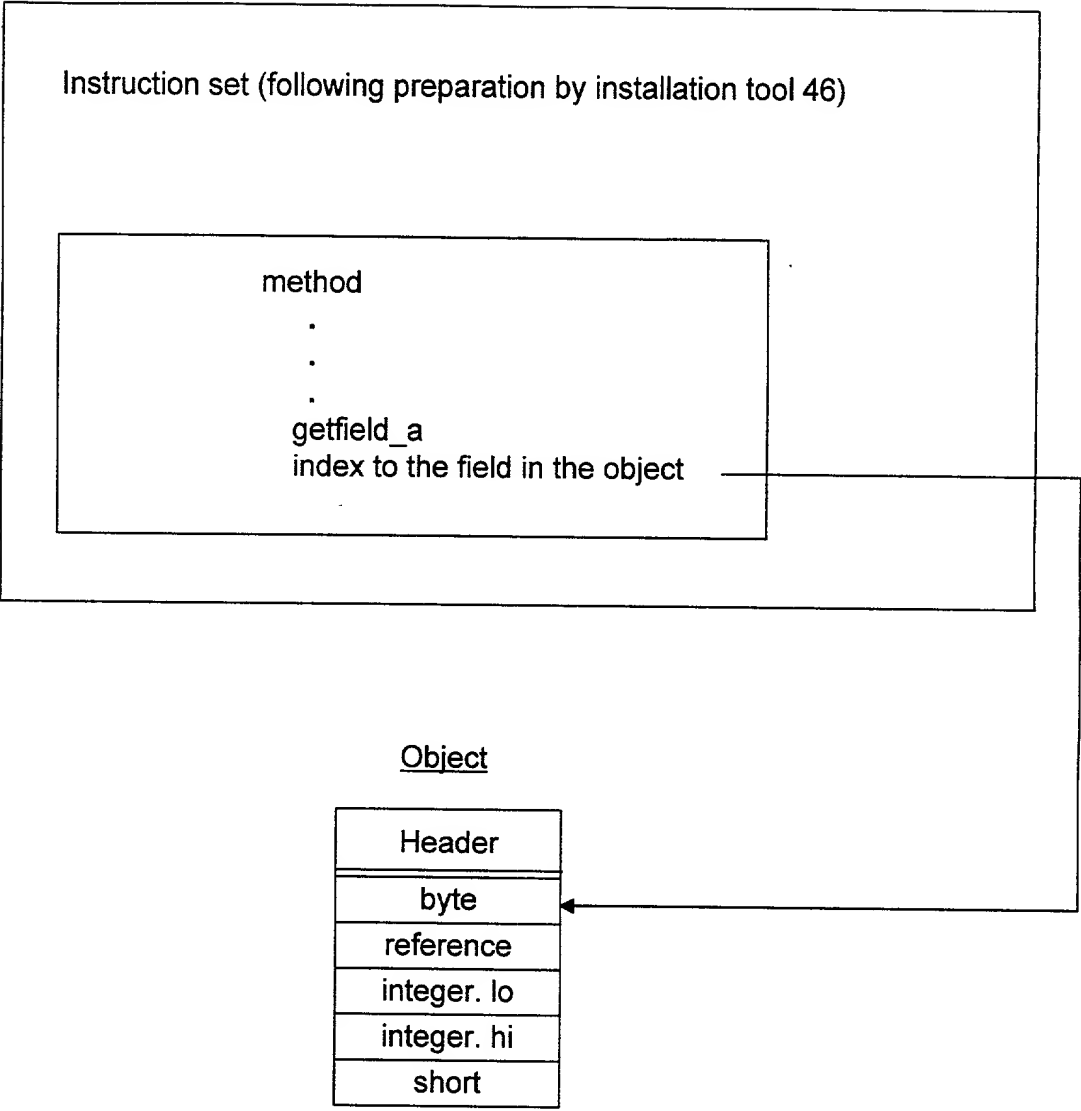 Instruction set (following preparation by installation tool 46)
method
.
.
.
getfield_a
index to the field in the object
Object
Header
byte
reference
integer. lo
integer. hi
short